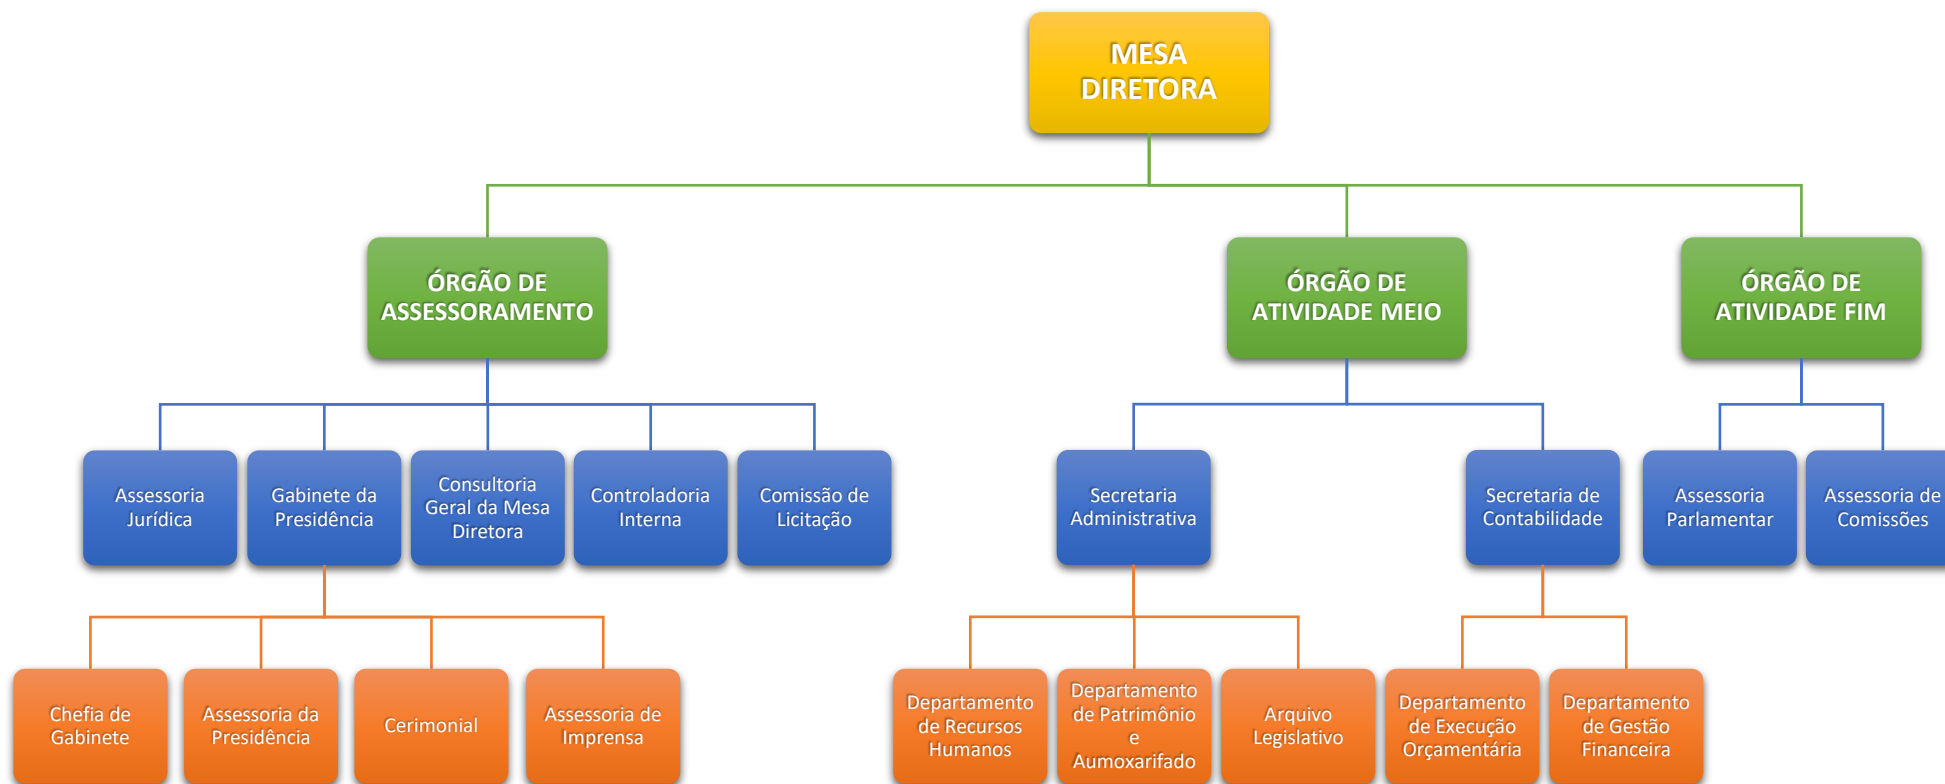 MESA
DIRETORA
ÓRGÃO DE
ASSESSORAMENTO
ÓRGÃO DE
ATIVIDADE MEIO
ÓRGÃO DE
ATIVIDADE FIM
Assessoria
Jurídica
Gabinete da
Presidência
Consultoria
Geral da Mesa
Diretora
Controladoria
Interna
Comissão de
Licitação
Secretaria
Administrativa
Secretaria de
Contabilidade
Assessoria
Parlamentar
Assessoria de
Comissões
Chefia de
Gabinete
Assessoria da
Presidência
Cerimonial
Assessoria de
Imprensa
Departamento
de Recursos
Humanos
Departamento
de Patrimônio
e
Aumoxarifado
Arquivo
Legislativo
Departamento
de Execução
Orçamentária
Departamento
de Gestão
Financeira